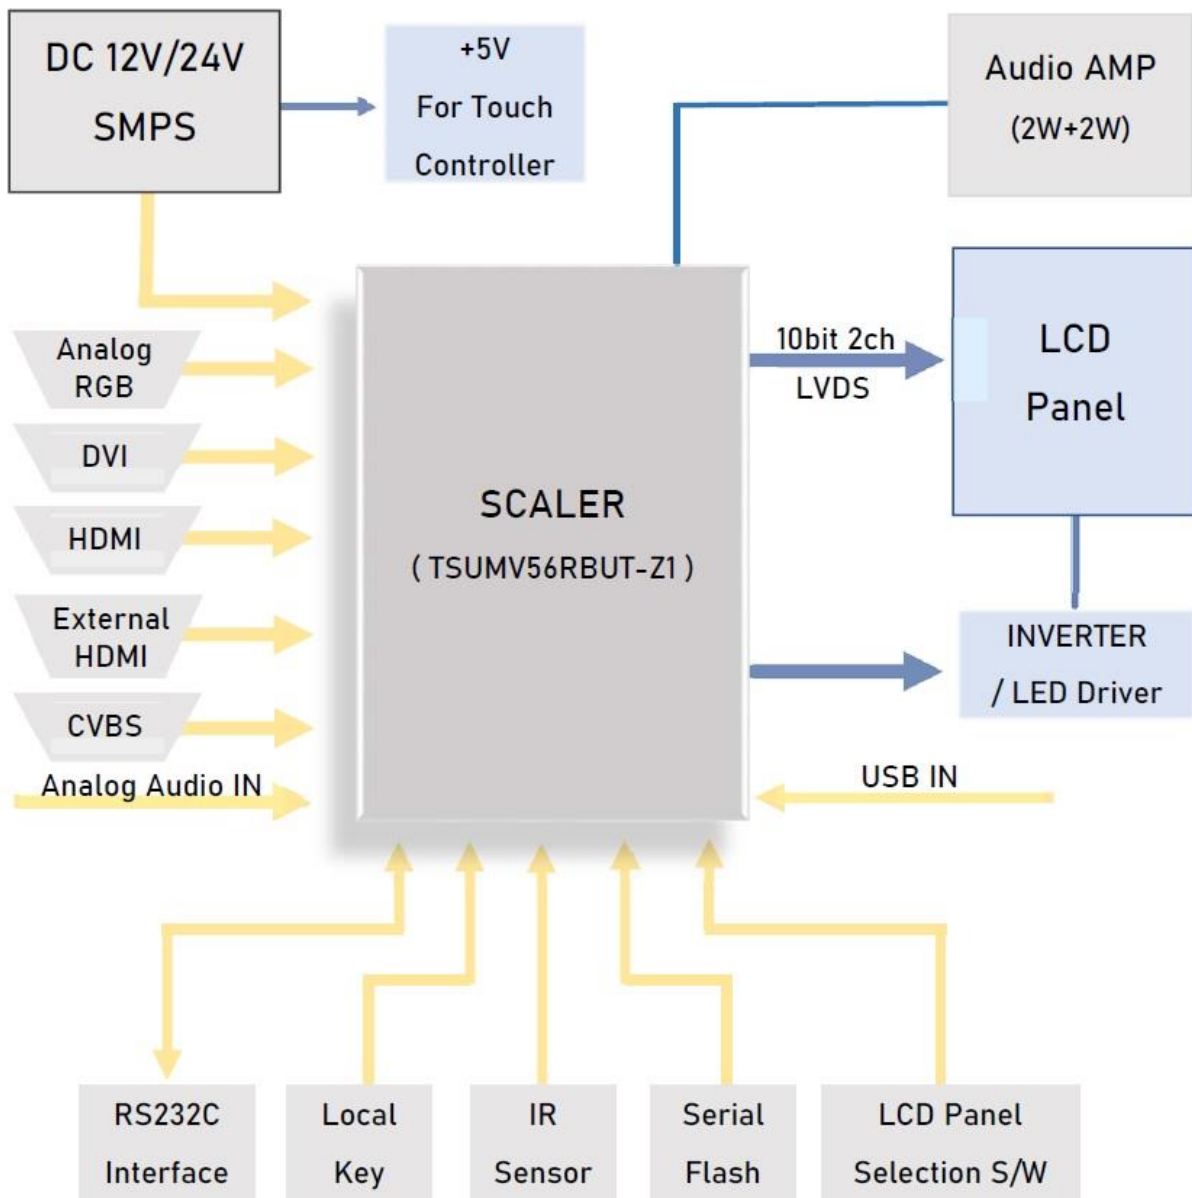 DC 12V/24V
SMPS
+5V
For Touch
Controller
Audio AMP
(2W+2W)
Analog
RGB
DVI
HDMI
External
HDMI
CVBS
Analog Audio IN
SCALER
( TSUMV56RBUT-Z1 )
10bit 2ch
LVDS
LCD
Panel
INVERTER
/ LED Driver
USB IN
RS232C
Interface
Local
Key
IR
Sensor
Serial
Flash
LCD Panel
Selection S/W